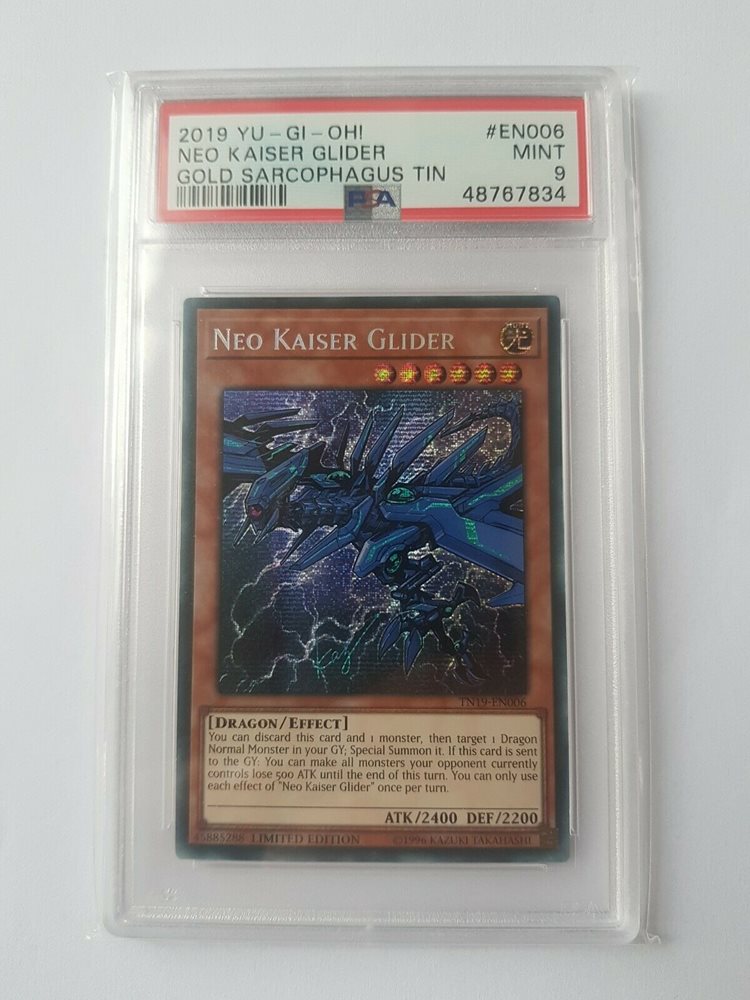 2019 YU-GI-OH! #EN006
NEO KAISER GLIDER MINT
GOLD SARCOPHAGUS TIN 9
PSA 48767834
NEO KAISER GLIDER 光
TN19-EN006
[DRAGON/EFFECT]
You can discard this card and 1 monster, then target 1 Dragon
Normal Monster in your GY; Special Summon it. If this card is sent
to the GY: You can make all monsters your opponent currently
controls lose 500 ATK until the end of this turn. You can only use
each effect of "Neo Kaiser Glider" once per turn.
ATK/2400 DEF/2200
LIMITED EDITION ©1996 KAZUKI TAKAHASHI